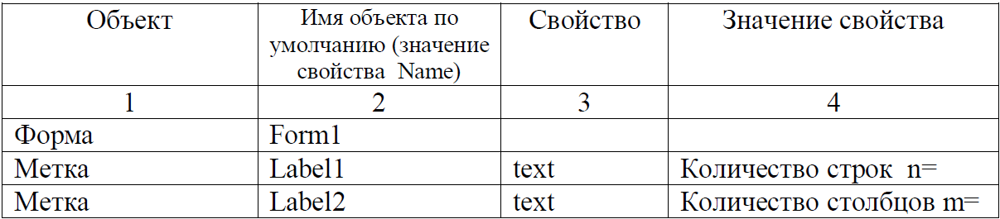 Объект Имя объекта по умолчанию (значение свойства Name) Свойство Значение свойства
1 2 3 4
Форма Form1
Метка Label1 text Количество строк n=
Метка Label2 text Количество столбцов m=